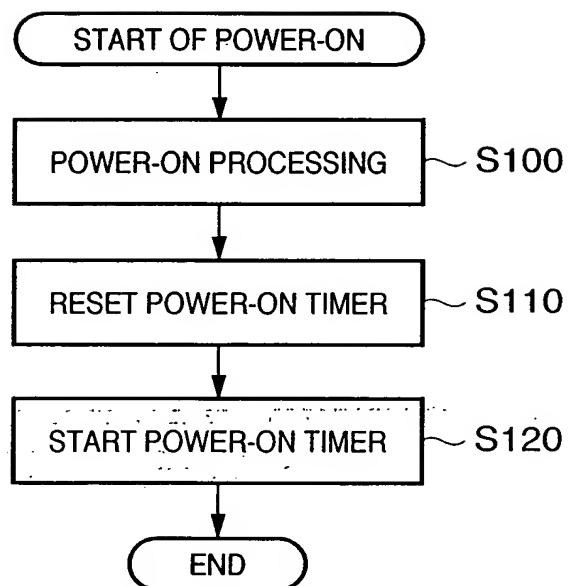 START OF POWER-ON
POWER-ON PROCESSING S100
RESET POWER-ON TIMER S110
START POWER-ON TIMER S120
END